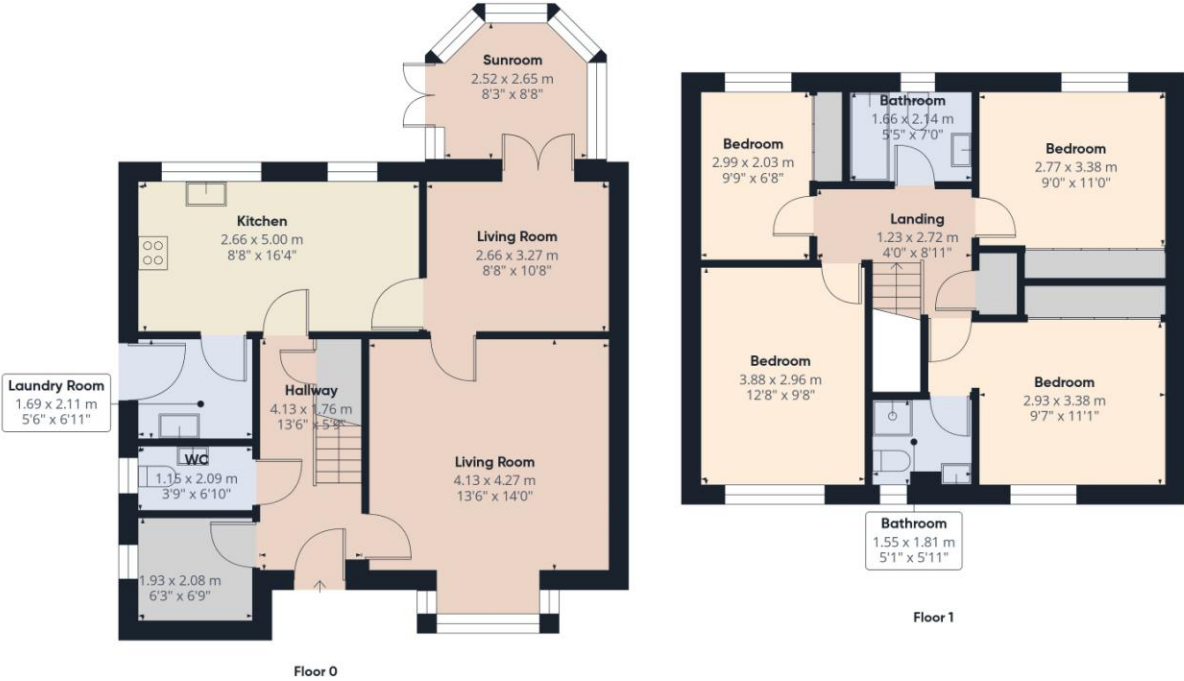 Sunroom
2.52 x 2.65 m
8'3" x 8'8"
Kitchen
2.66 x 5.00 m
8'8" x 16'4"
Living Room
2.66 x 3.27 m
8'8" x 10'8"
Laundry Room
1.69 x 2.11 m
5'6" x 6'11"
Hallway
4.13 x 1.76 m
13'6" x 5'9"
WC
1.15 x 2.09 m
3'9" x 6'10"
Living Room
4.13 x 4.27 m
13'6" x 14'0"
1.93 x 2.08 m
6'3" x 6'9"
Floor 0
Bathroom
1.66 x 2.14 m
5'5" x 7'0"
Bedroom
2.99 x 2.03 m
9'9" x 6'8"
Bedroom
2.77 x 3.38 m
9'0" x 11'0"
Landing
1.23 x 2.72 m
4'0" x 8'11"
Bedroom
3.88 x 2.96 m
12'8" x 9'8"
Bedroom
2.93 x 3.38 m
9'7" x 11'1"
Bathroom
1.55 x 1.81 m
5'1" x 5'11"
Floor 1